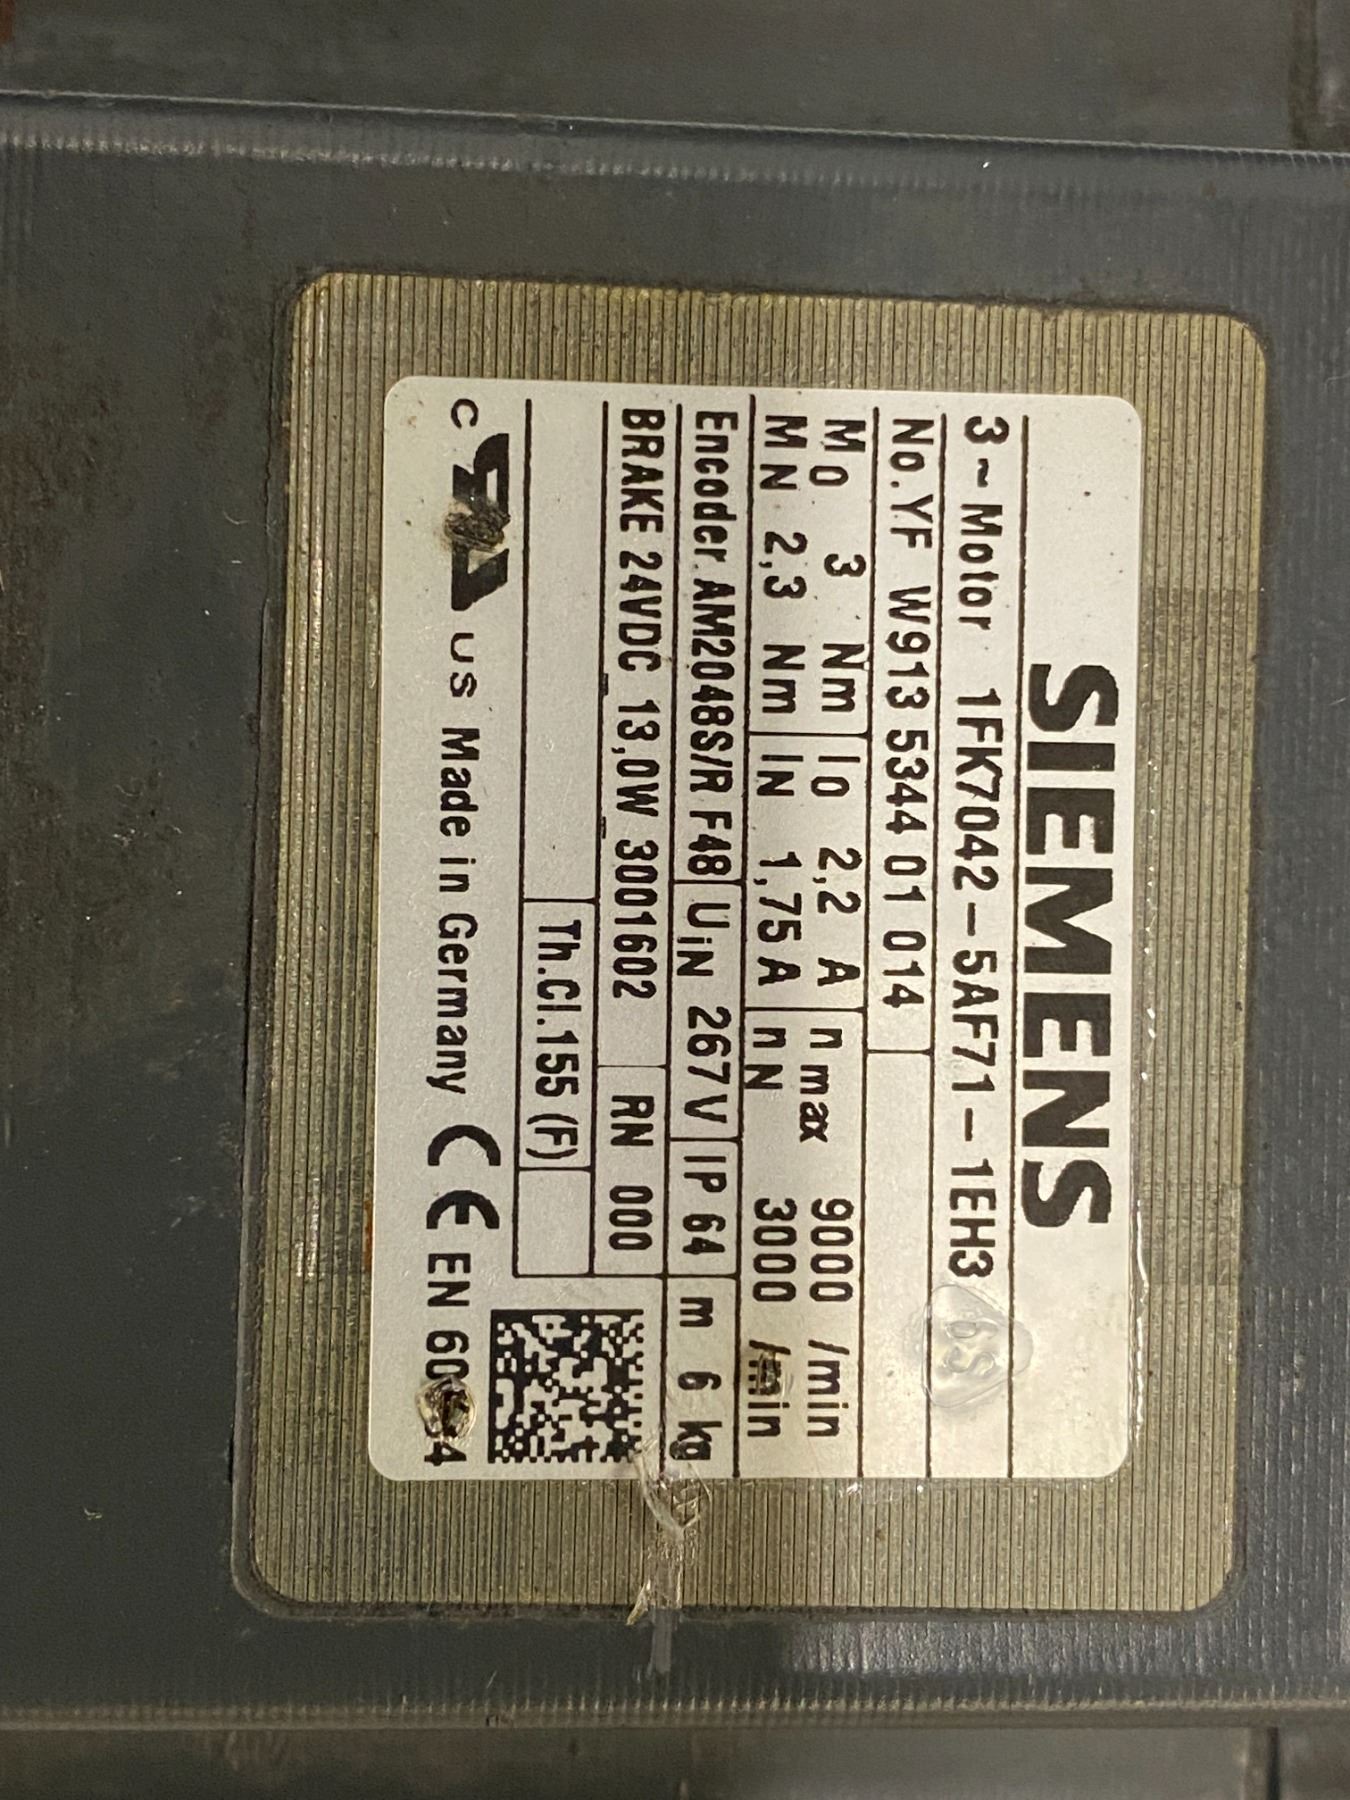 SIEMENS
3~Motor 1FK7042-5AF71-1EH3
No.YF W913 5344 01 014
M0 3 Nm I0 2,2 A n max 9000 /min
MN 2,3 Nm IN 1,75 A nN 3000 /min
Encoder AM2048S/R F48 UiN 267 V IP 64 m 6 kg
BRAKE 24VDC 13,0W 3001602 RN 000
Th.Cl.155 (F)
c US Made in Germany CE EN